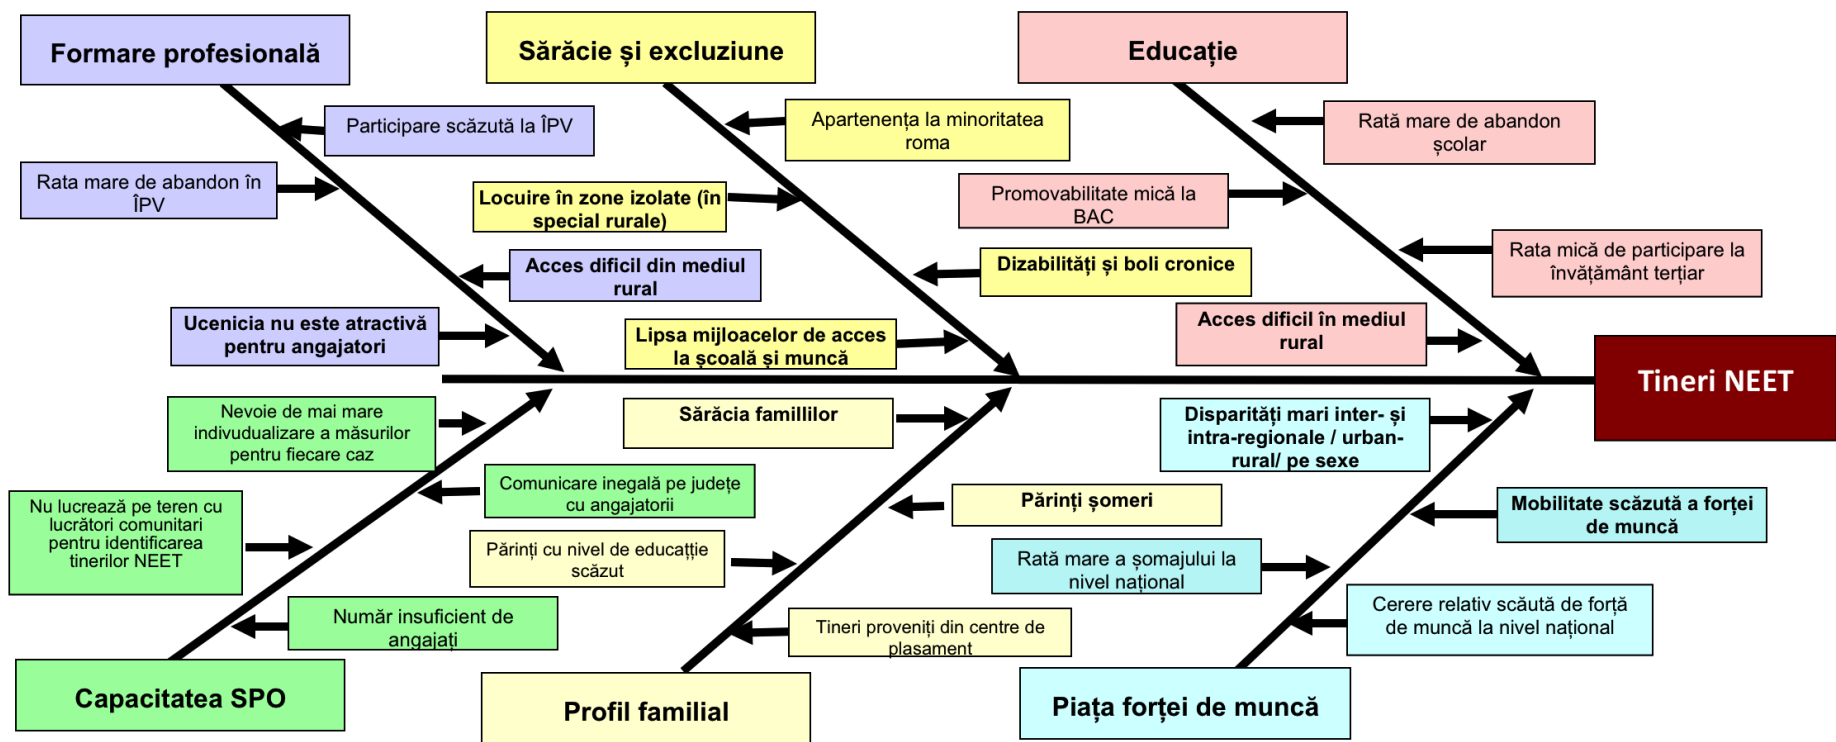 Formare profesională
Sărăcie și excluziune
Educație
Participare scăzută la ÎPV
Rata mare de abandon în
ÎPV
Acces dificil din mediul
rural
Ucenicia nu este atractivă
pentru angajatori
Apartenența la minoritatea
roma
Locuire în zone izolate (în
special rurale)
Dizabilități și boli cronice
Lipsa mijloacelor de acces
la școală și muncă
Rată mare de abandon
școlar
Promovabilitate mică la
BAC
Rata mică de participare la
învățământ terțiar
Acces dificil în mediul
rural
Tineri NEET
Nevoie de mai mare
indivudualizare a măsurilor
pentru fiecare caz
Comunicare inegală pe județe
cu angajatorii
Nu lucrează pe teren cu
lucrători comunitari
pentru identificarea
tinerilor NEET
Număr insuficient de
angajați
Capacitatea SPO
Sărăcia familliilor
Părinți șomeri
Părinți cu nivel de educațție
scăzut
Tineri proveniți din centre de
plasament
Profil familial
Disparități mari inter- și
intra-regionale / urban-
rural/ pe sexe
Mobilitate scăzută a forței
de muncă
Rată mare a șomajului la
nivel național
Cerere relativ scăută de forță
de muncă la nivel național
Piața forței de muncă